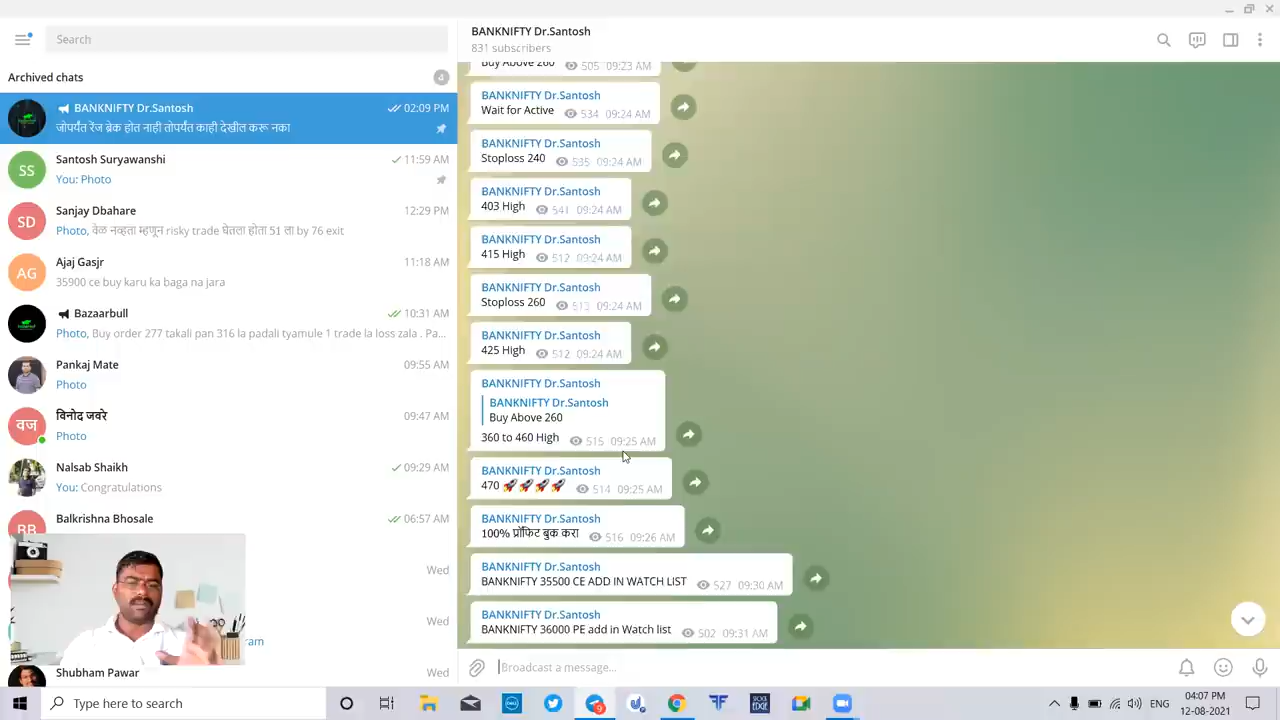 Search
Archived chats
4
BANKNIFTY Dr.Santosh
02:09 PM
जोपर्यंत रेंज ब्रेक होत नाही तोपर्यंत काही देखील करू नका
SS
Santosh Suryawanshi
11:59 AM
You: Photo
SD
Sanjay Dbahare
12:29 PM
Photo, वेळ नव्हता म्हणून risky trade घेतला होता 51 ला by 76 exit
AG
Ajaj Gasjr
11:18 AM
35900 ce buy karu ka baga na jara
Bazaarbull
10:31 AM
Photo, Buy order 277 takali pan 316 la padali tyamule 1 trade la loss zala . Pa...
Pankaj Mate
09:55 AM
Photo
वज
विनोद जवरे
09:47 AM
Photo
Nalsab Shaikh
09:29 AM
You: Congratulations
BB
Balkrishna Bhosale
06:57 AM
Wed
Wed
ram
Shubham Pawar
Wed
BANKNIFTY Dr.Santosh
831 subscribers
Buy Above 260 505 09:23 AM
BANKNIFTY Dr.Santosh
Wait for Active 534 09:24 AM
BANKNIFTY Dr.Santosh
Stoploss 240 535 09:24 AM
BANKNIFTY Dr.Santosh
403 High 541 09:24 AM
BANKNIFTY Dr.Santosh
415 High 512 09:24 AM
BANKNIFTY Dr.Santosh
Stoploss 260 513 09:24 AM
BANKNIFTY Dr.Santosh
425 High 512 09:24 AM
BANKNIFTY Dr.Santosh
BANKNIFTY Dr.Santosh
Buy Above 260
360 to 460 High 515 09:25 AM
BANKNIFTY Dr.Santosh
470 🚀🚀🚀🚀 514 09:25 AM
BANKNIFTY Dr.Santosh
100% प्रॉफिट बुक करा 516 09:26 AM
BANKNIFTY Dr.Santosh
BANKNIFTY 35500 CE ADD IN WATCH LIST 527 09:30 AM
BANKNIFTY Dr.Santosh
BANKNIFTY 36000 PE add in Watch list 502 09:31 AM
Broadcast a message...
Type here to search
ENG
04:07 PM
12-08-2021